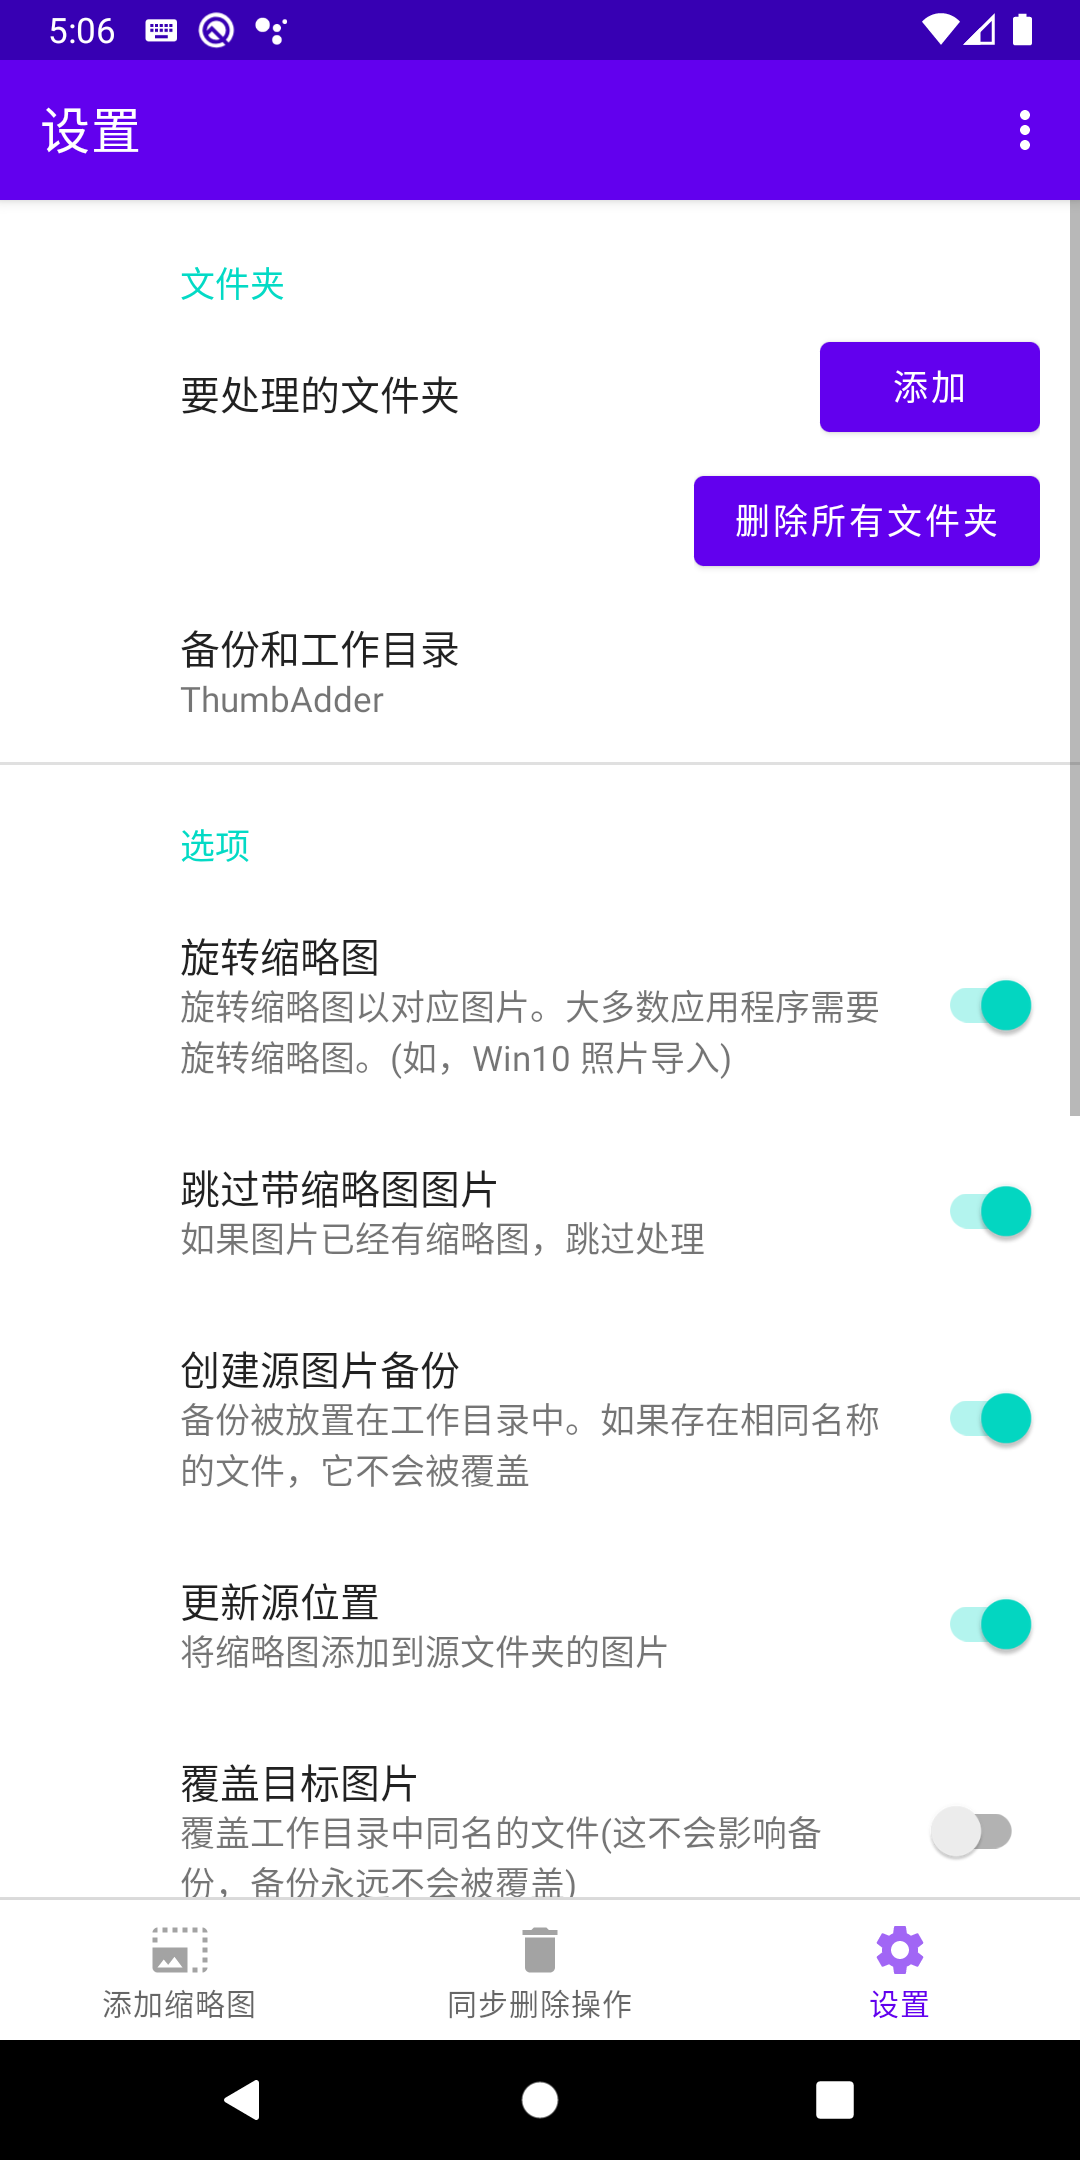 5:06
设置
文件夹
要处理的文件夹
添加
删除所有文件夹
备份和工作目录
ThumbAdder
选项
旋转缩略图
旋转缩略图以对应图片。大多数应用程序需要
旋转缩略图。(如，Win10 照片导入)
跳过带缩略图图片
如果图片已经有缩略图，跳过处理
创建源图片备份
备份被放置在工作目录中。如果存在相同名称
的文件，它不会被覆盖
更新源位置
将缩略图添加到源文件夹的图片
覆盖目标图片
覆盖工作目录中同名的文件(这不会影响备
份，备份永远不会被覆盖)
添加缩略图
同步删除操作
设置